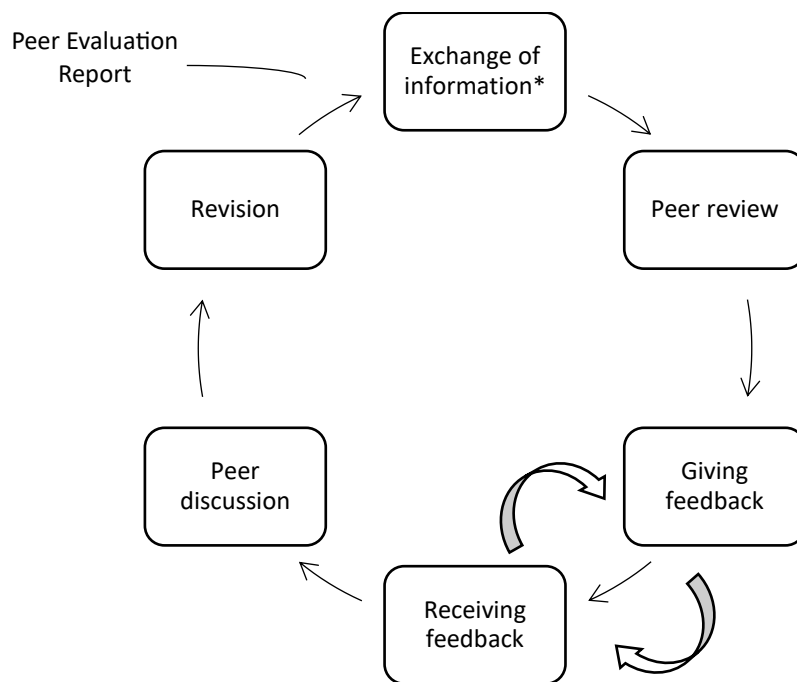 Peer Evaluation
Report
Exchange of
information*
Peer review
Giving
feedback
Receiving
feedback
Peer
discussion
Revision